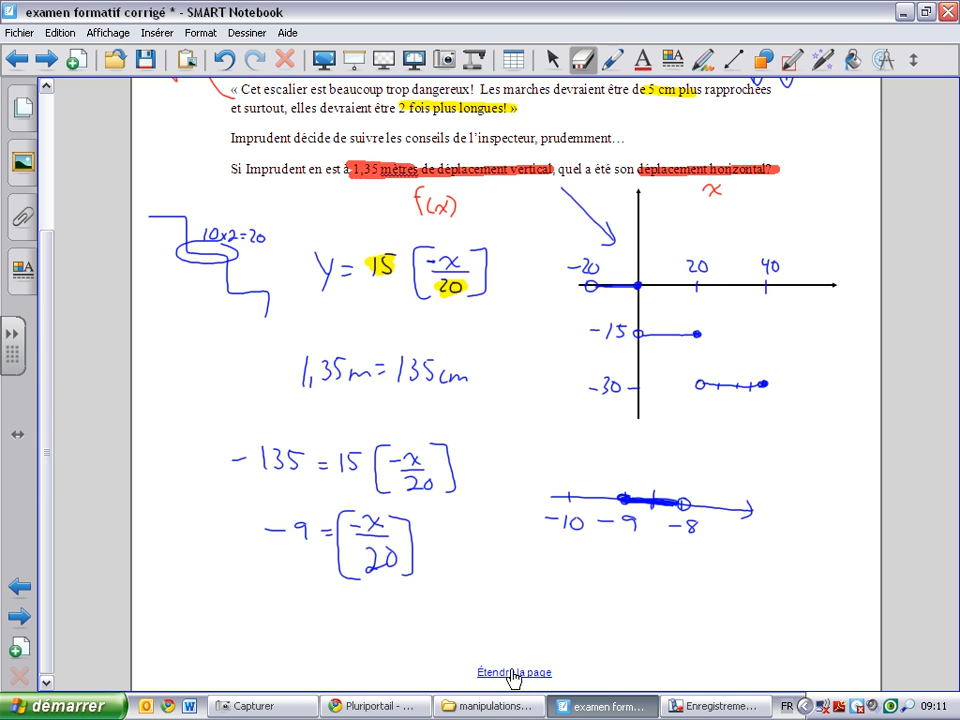 examen formatif corrigé * - SMART Notebook
Fichier Edition Affichage Insérer Format Dessiner Aide
« Cet escalier est beaucoup trop dangereux! Les marches devraient être de 5 cm plus rapprochées
et surtout, elles devraient être 2 fois plus longues! »
Imprudent décide de suivre les conseils de l'inspecteur, prudemment…
Si Imprudent en est à 1,35 mètres de déplacement vertical, quel a été son déplacement horizontal?
f(x)
x
10x2=20
y = 15 [-x/20]
-20 20 40
-15
-30
1,35m = 135cm
-135 = 15 [-x/20]
-9 = [-x/20]
-10 -9 -8
Étendre la page
démarrer
Capturer
Pluriportail - ...
manipulations...
examen form...
Enregistreme...
FR
09:11